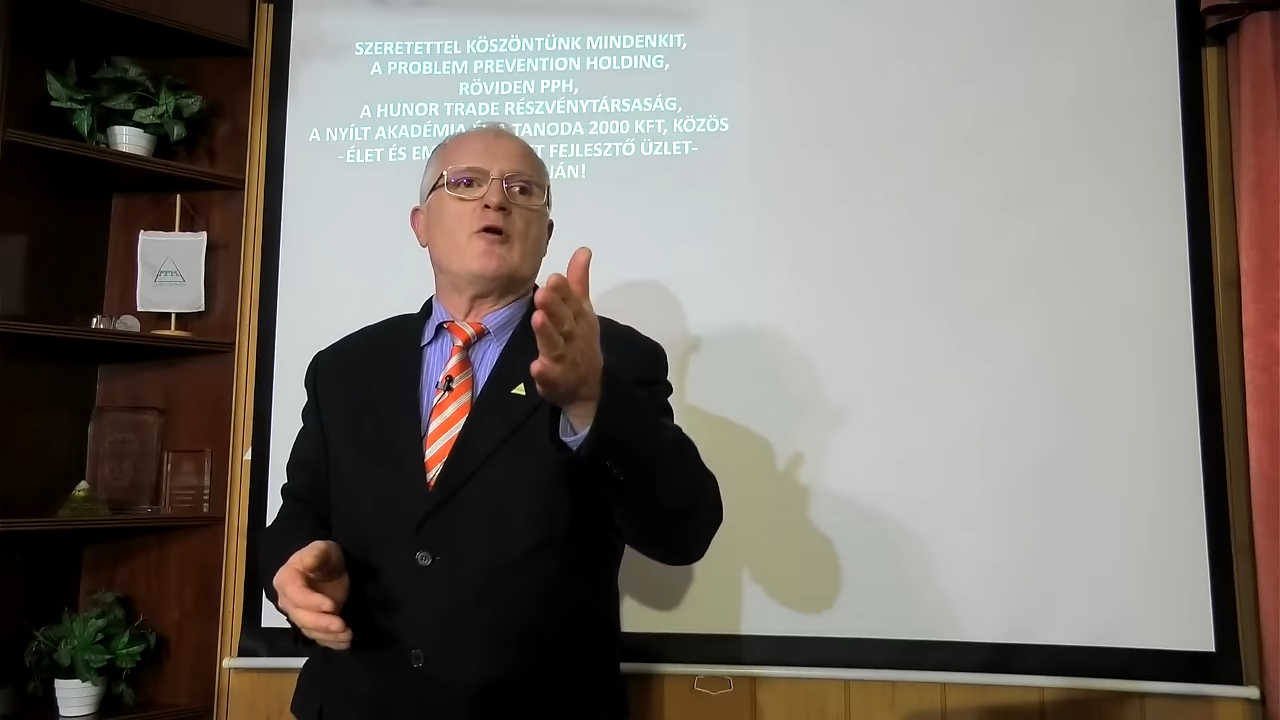 SZERETETTEL KÖSZÖNTÜNK MINDENKIT,
A PROBLEM PREVENTION HOLDING,
RÖVIDEN PPH,
A HUNOR TRADE RÉSZVÉNYTÁRSASÁG,
A NYÍLT AKADÉMIA TANODA 2000 KFT, KÖZÖS
-ÉLET ÉS FEJLESZTŐ ÜZLET-
PPH